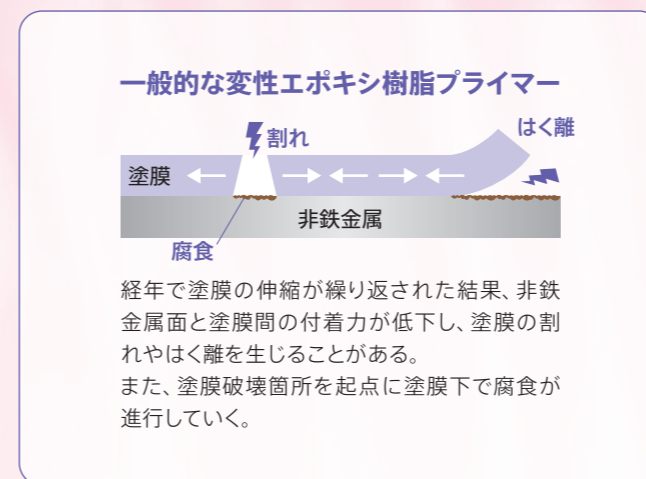 一般的な変性エポキシ樹脂プライマー
割れ
はく離
塗膜
非鉄金属
腐食
経年で塗膜の伸縮が繰り返された結果、非鉄
金属面と塗膜間の付着力が低下し、塗膜の割
れやはく離を生じることがある。
また、塗膜破壊箇所を起点に塗膜下で腐食が
進行していく。